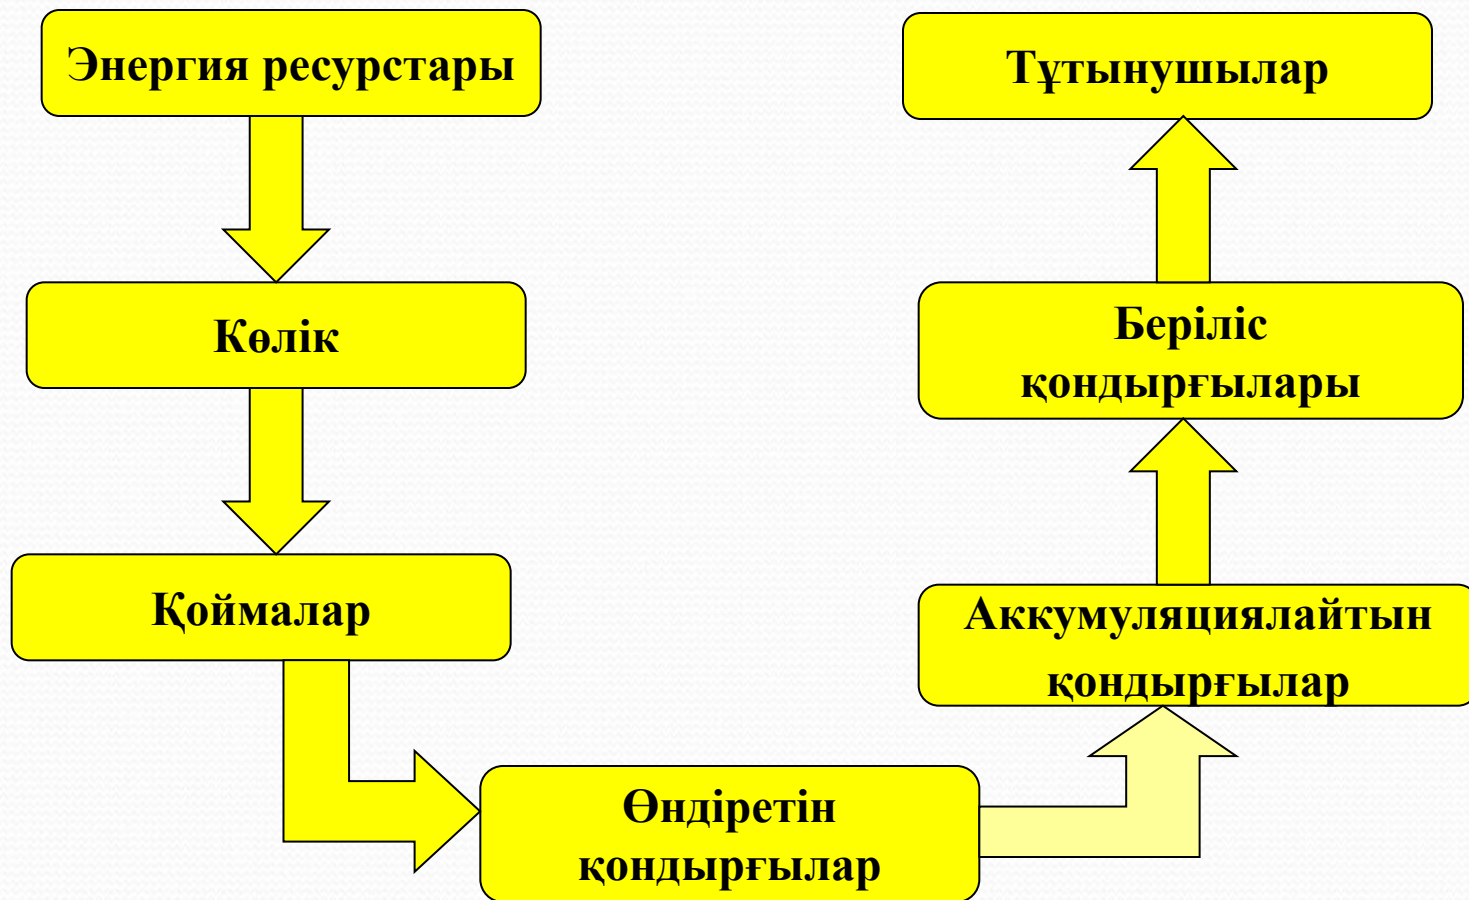 Энергия ресурстары
Көлік
Қоймалар
Өндіретін
қондырғылар
Аккумуляциялайтын
қондырғылар
Беріліс
қондырғылары
Тұтынушылар